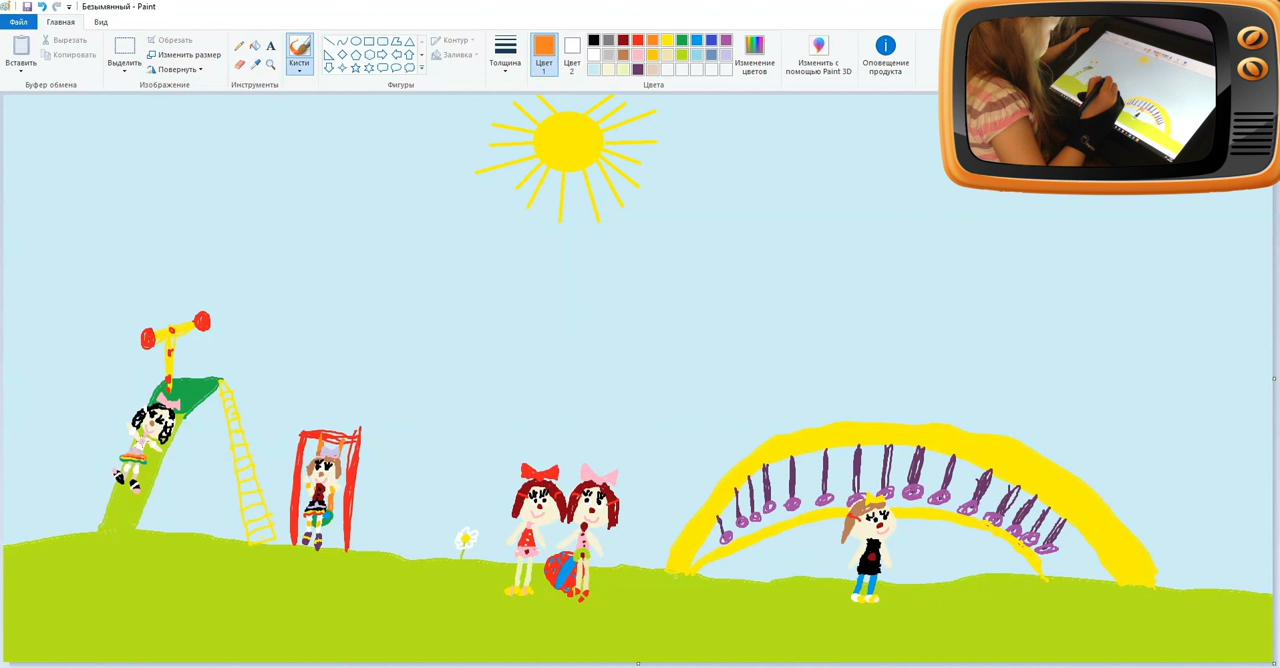 Безымянный - Paint
Файл Главная Вид
Вставить
Вырезать
Копировать
Буфер обмена
Выделить
Обрезать
Изменить размер
Повернуть
Изображение
A
Инструменты
Кисти
Контур
Заливка
Фигуры
Толщина
Цвет
1
Цвет
2
Изменение
цветов
Цвета
Изменить с
помощью Paint 3D
Оповещение
продукта